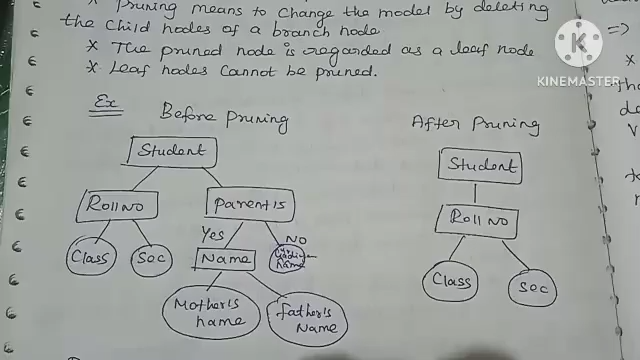 * Pruning means to change the model by deleting
the child nodes of a branch node
* The pruned node is regarded as a leaf node
* Leaf nodes cannot be pruned.
KINEMASTER
Ex Before Pruning
After Pruning
Student
Student
Roll No
Parent's
Roll No
Yes
NO
Class
Soc
Name
name
Class
Soc
Mother's
name
father's
Name